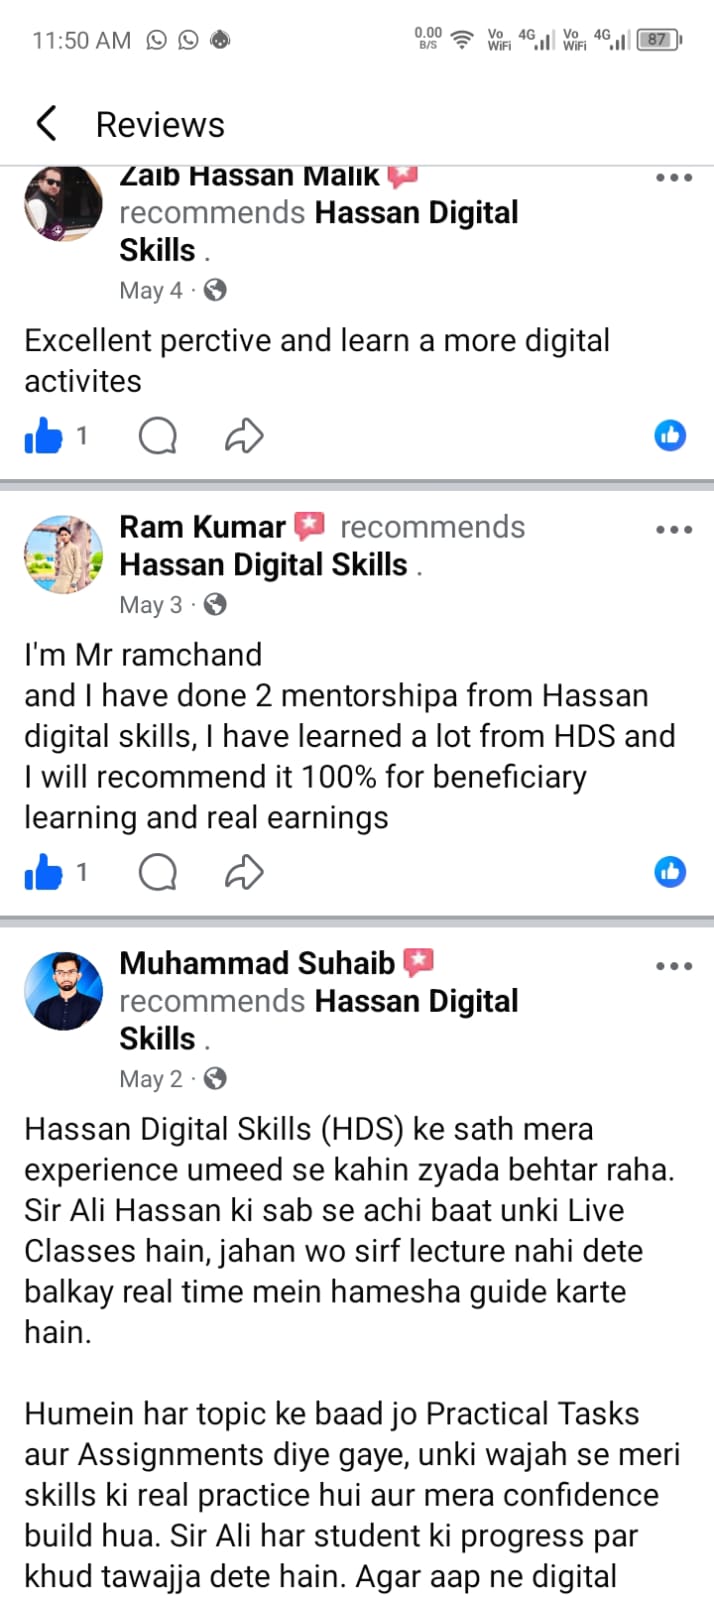 11:50 AM
0.00 B/S Vo WiFi 4G Vo WiFi 4G 87
Reviews
Zaib Hassan Malik
recommends Hassan Digital
Skills .
May 4 ·
Excellent perctive and learn a more digital
activites
1
Ram Kumar recommends
Hassan Digital Skills .
May 3 ·
I'm Mr ramchand
and I have done 2 mentorshipa from Hassan
digital skills, I have learned a lot from HDS and
I will recommend it 100% for beneficiary
learning and real earnings
1
Muhammad Suhaib
recommends Hassan Digital
Skills .
May 2 ·
Hassan Digital Skills (HDS) ke sath mera
experience umeed se kahin zyada behtar raha.
Sir Ali Hassan ki sab se achi baat unki Live
Classes hain, jahan wo sirf lecture nahi dete
balkay real time mein hamesha guide karte
hain.
Humein har topic ke baad jo Practical Tasks
aur Assignments diye gaye, unki wajah se meri
skills ki real practice hui aur mera confidence
build hua. Sir Ali har student ki progress par
khud tawajja dete hain. Agar aap ne digital